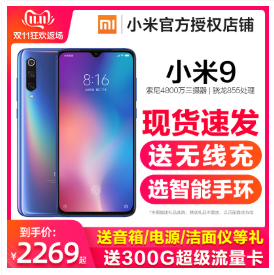 双11狂欢返场
小米官方授权店铺
小米9
索尼4800万三摄器 | 骁龙855处理
现货速发
送无线充
选智能手环
到手价
¥2269起
送音箱/电源/洁面仪等礼
送300G超级流量卡